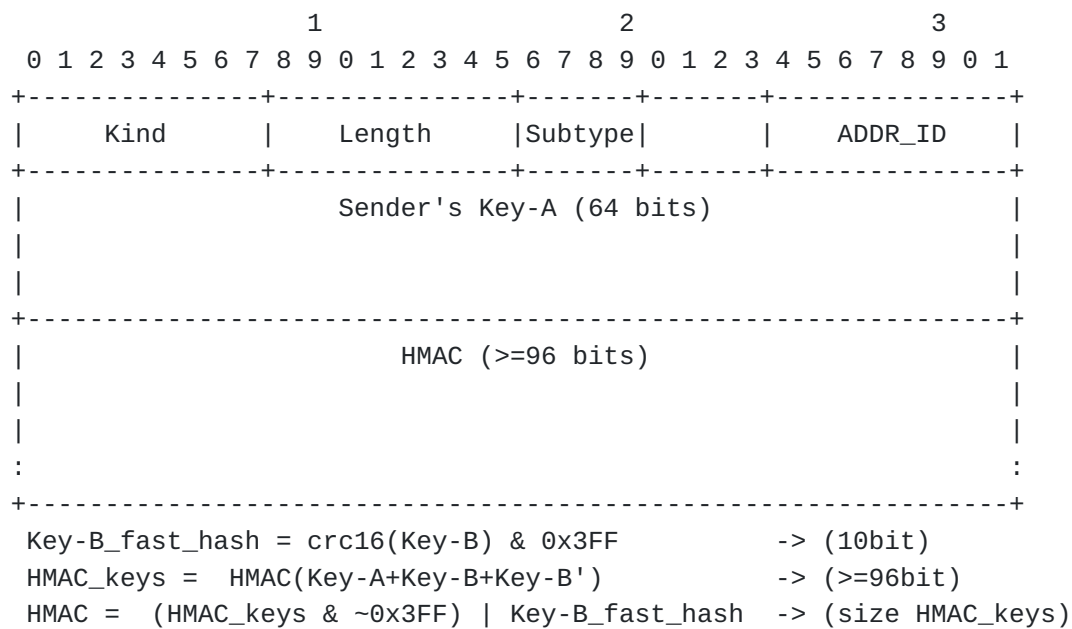 1                   2                   3
 0 1 2 3 4 5 6 7 8 9 0 1 2 3 4 5 6 7 8 9 0 1 2 3 4 5 6 7 8 9 0 1
+---------------+---------------+-------+-------+---------------+
|     Kind      |    Length     |Subtype|       |    ADDR_ID    |
+---------------+---------------+-------+-------+---------------+
|                    Sender's Key-A (64 bits)                   |
|                                                               |
|                                                               |
+---------------------------------------------------------------+
|                        HMAC (>=96 bits)                       |
|                                                               |
|                                                               |
:                                                               :
+---------------------------------------------------------------+
 Key-B_fast_hash = crc16(Key-B) & 0x3FF          -> (10bit)
 HMAC_keys =  HMAC(Key-A+Key-B+Key-B')           -> (>=96bit)
 HMAC =  (HMAC_keys & ~0x3FF) | Key-B_fast_hash  -> (size HMAC_keys)